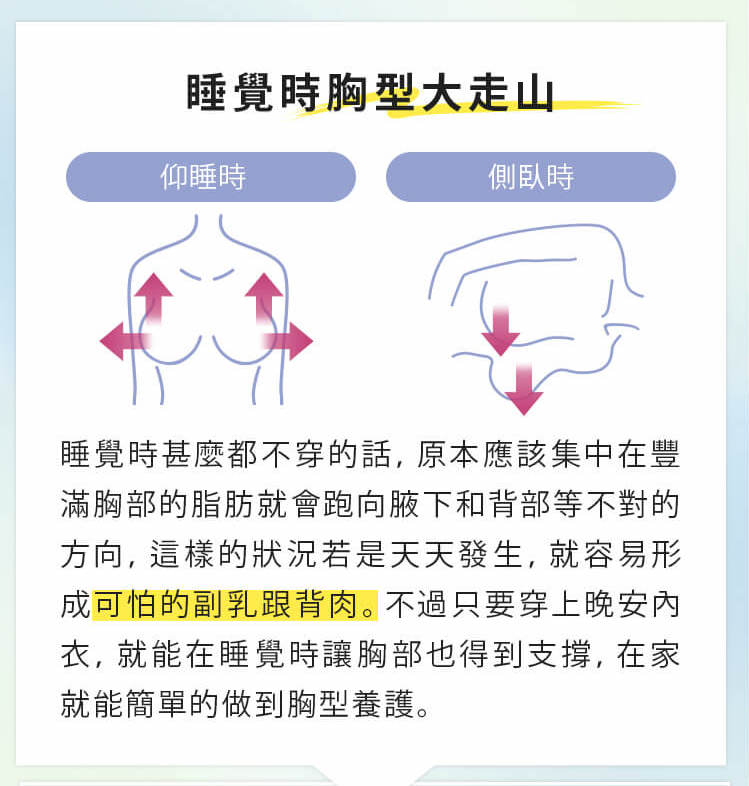 睡覺時胸型大走山
仰睡時
側臥時
睡覺時甚麼都不穿的話, 原本應該集中在豐
滿胸部的脂肪就會跑向腋下和背部等不對的
方向, 這樣的狀況若是天天發生, 就容易形
成可怕的副乳跟背肉。不過只要穿上晚安內
衣, 就能在睡覺時讓胸部也得到支撐, 在家
就能簡單的做到胸型養護。